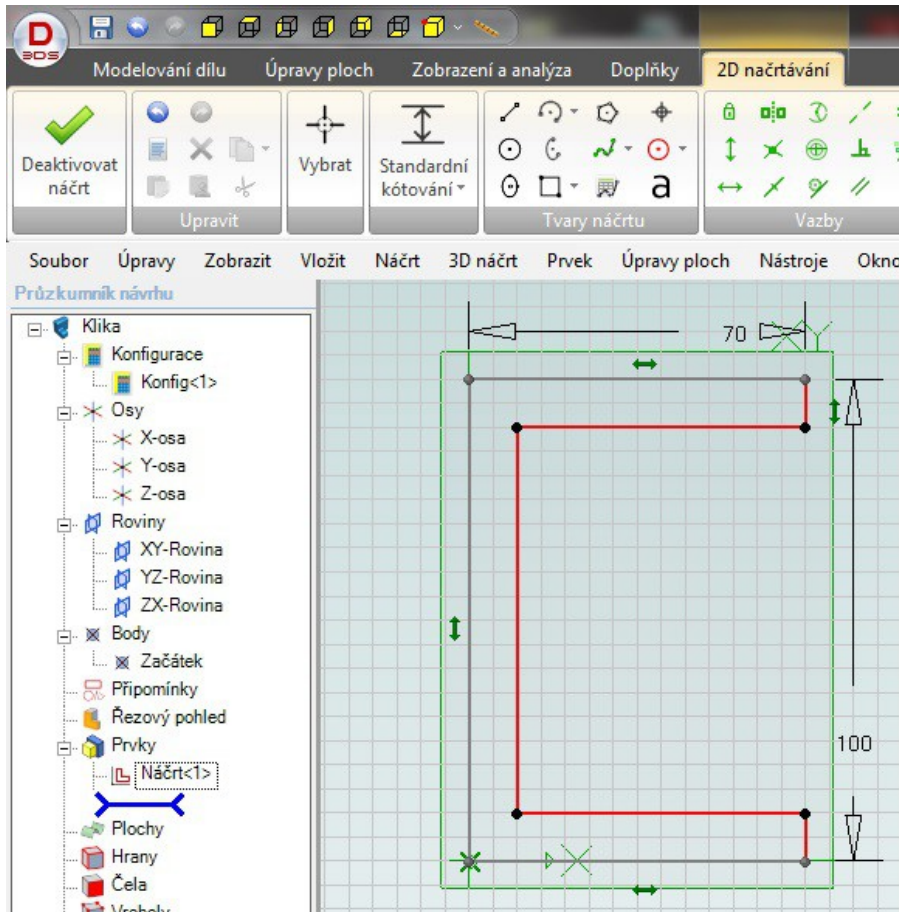 D
3DS
Modelování dílu Úpravy ploch Zobrazení a analýza Doplňky 2D načrtávání
Deaktivovat náčrt
Vybrat
Standardní kótování
a
Upravit
Tvary náčrtu
Vazby
Soubor Úpravy Zobrazit Vložit Náčrt 3D náčrt Prvek Úpravy ploch Nástroje Okno
Průzkumník návrhu
Klika
Konfigurace
Konfig<1>
Osy
X-osa
Y-osa
Z-osa
Roviny
XY-Rovina
YZ-Rovina
ZX-Rovina
Body
Začátek
Připomínky
Řezový pohled
Prvky
Náčrt<1>
Plochy
Hrany
Čela
Vrcholy
70
X Y
100
X